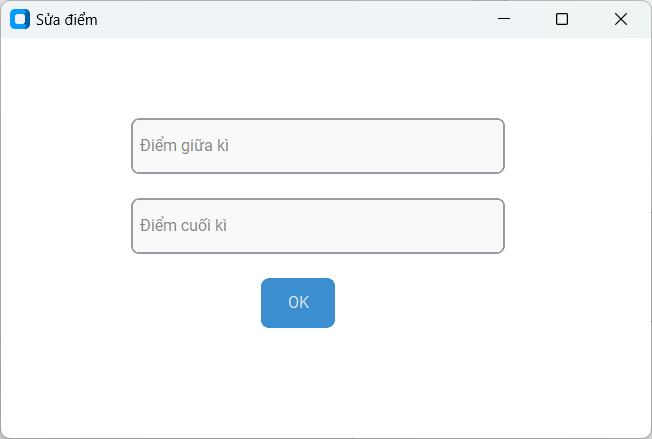 Sửa điểm
Điểm giữa kì
Điểm cuối kì
OK